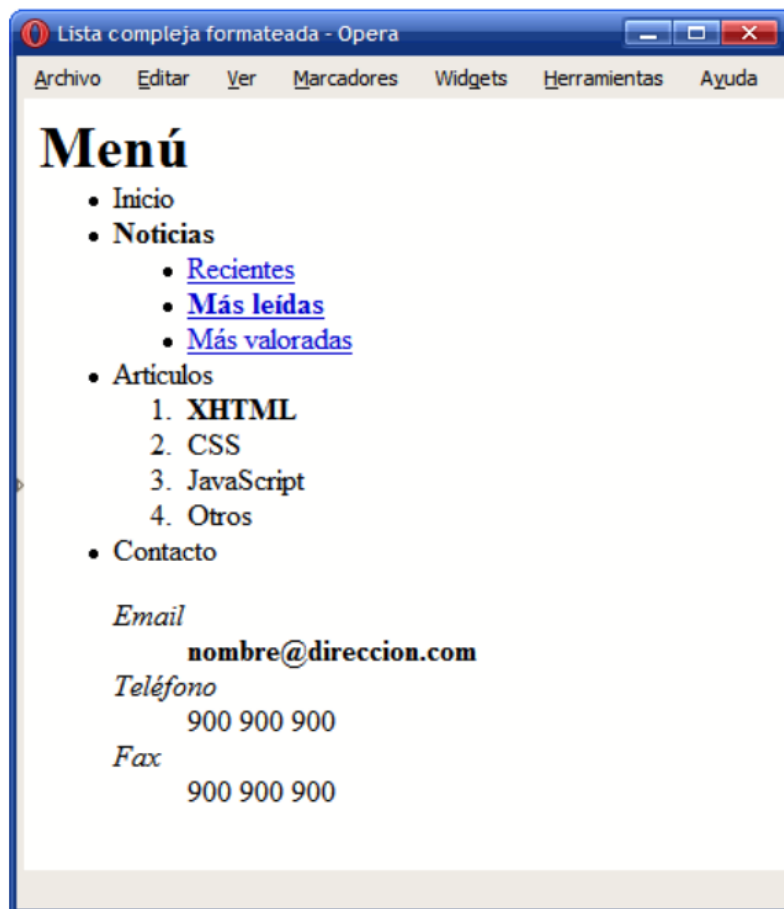 Lista compleja formateada - Opera
Archivo Editar Ver Marcadores Widgets Herramientas Ayuda
Menú
• Inicio
• Noticias
• Recientes
• Más leídas
• Más valoradas
• Artículos
1. XHTML
2. CSS
3. JavaScript
4. Otros
• Contacto
Email
nombre@direccion.com
Teléfono
900 900 900
Fax
900 900 900